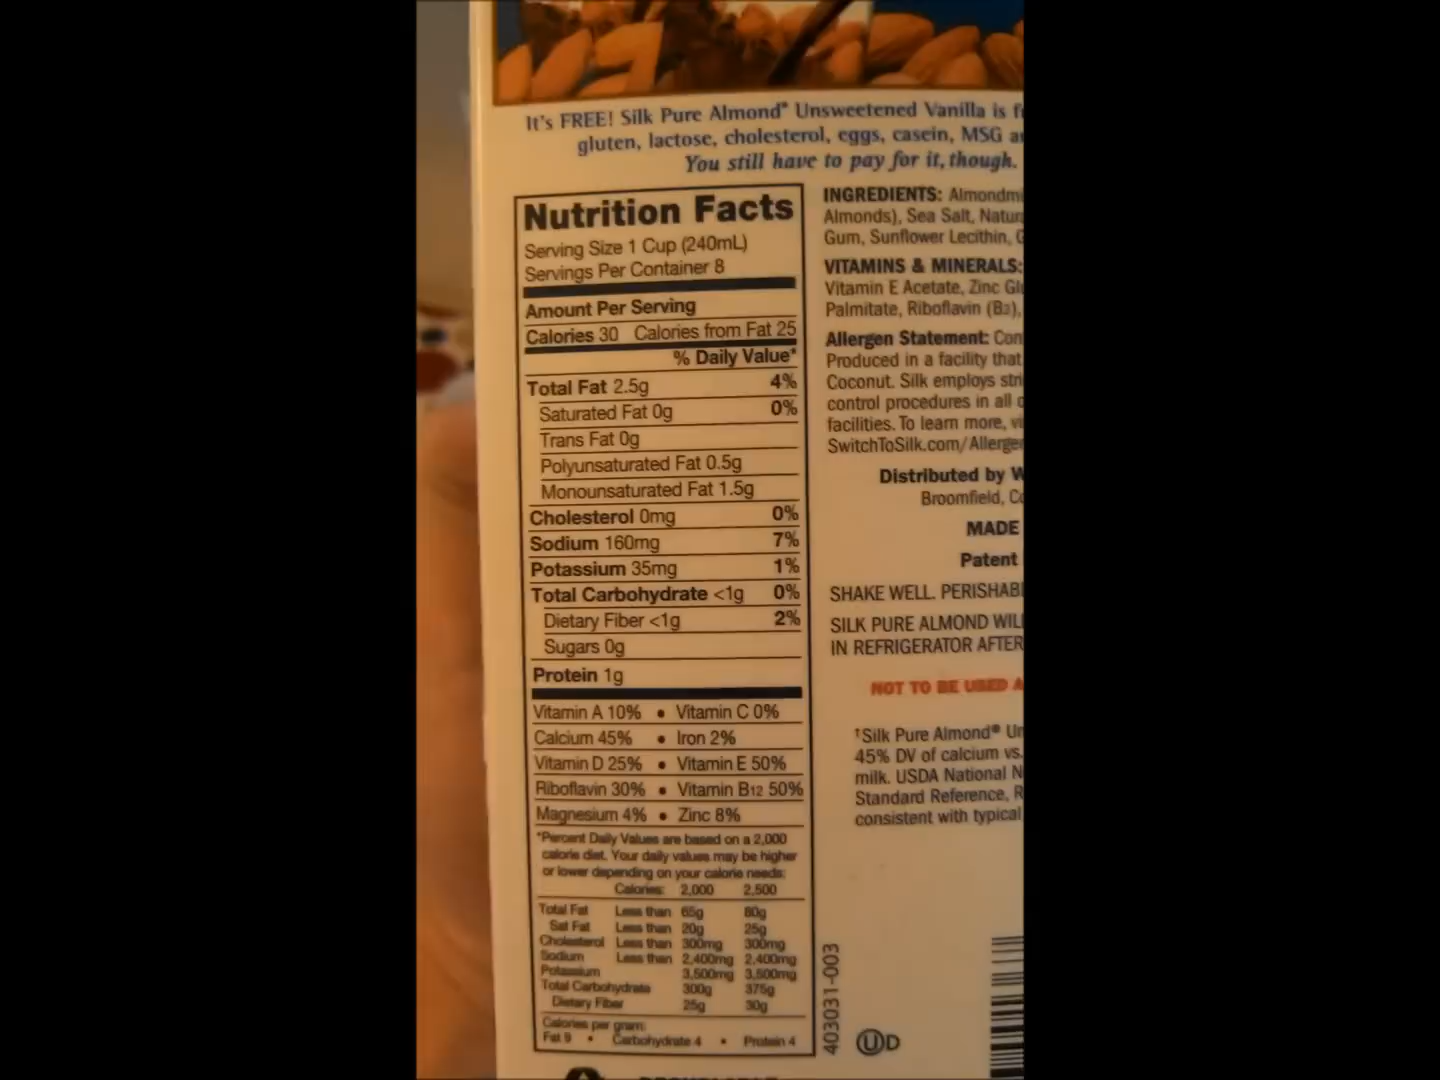 It's FREE! Silk Pure Almond® Unsweetened Vanilla is
gluten, lactose, cholesterol, eggs, casein, MSG
You still have to pay for it, though.
Nutrition Facts
Serving Size 1 Cup (240mL)
Servings Per Container 8
Amount Per Serving
Calories 30 Calories from Fat 25
% Daily Value*
Total Fat 2.5g 4%
Saturated Fat 0g 0%
Trans Fat 0g
Polyunsaturated Fat 0.5g
Monounsaturated Fat 1.5g
Cholesterol 0mg 0%
Sodium 160mg 7%
Potassium 35mg 1%
Total Carbohydrate <1g 0%
Dietary Fiber <1g 2%
Sugars 0g
Protein 1g
Vitamin A 10% • Vitamin C 0%
Calcium 45% • Iron 2%
Vitamin D 25% • Vitamin E 50%
Riboflavin 30% • Vitamin B12 50%
Magnesium 4% • Zinc 8%
*Percent Daily Values are based on a 2,000
calorie diet. Your daily values may be higher
or lower depending on your calorie needs:
Calories: 2,000 2,500
Total Fat Less than 65g 80g
Sat Fat Less than 20g 25g
Cholesterol Less than 300mg 300mg
Sodium Less than 2,400mg 2,400mg
Potassium 3,500mg 3,500mg
Total Carbohydrate 300g 375g
Dietary Fiber 25g 30g
Calories per gram:
Fat 9 • Carbohydrate 4 • Protein 4
INGREDIENTS:
Almonds), Sea Salt,
Gum, Sunflower Lecithin,
VITAMINS & MINERALS:
Vitamin E Acetate, Zinc
Palmitate, Riboflavin (B2),
Allergen Statement:
Produced in a facility that
Coconut. Silk employs
control procedures in all
facilities. To learn more,
SwitchToSilk.com/
Distributed by
Broomfield,
MADE
Patent
SHAKE WELL.
SILK PURE ALMOND
IN REFRIGERATOR AFTER
NOT TO BE USED
†Silk Pure Almond®
45% DV of calcium vs.
milk. USDA National
Standard Reference,
consistent with typical
403031-003
UD